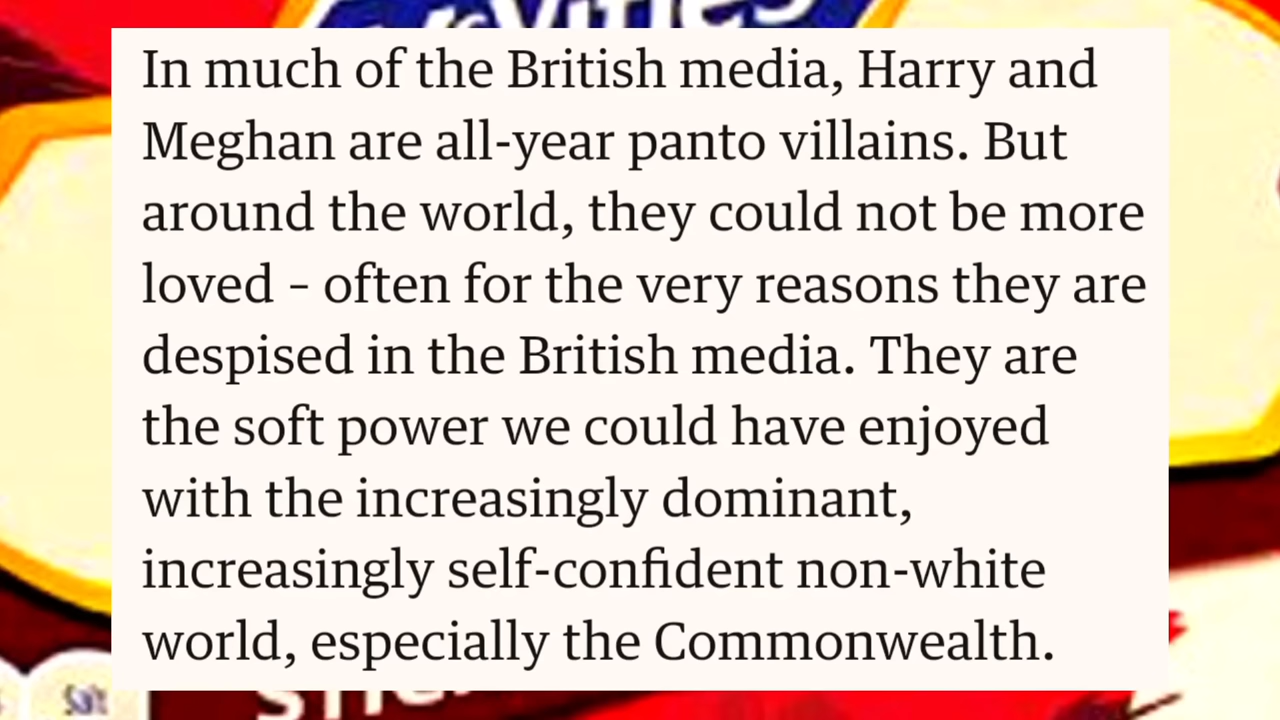 In much of the British media, Harry and
Meghan are all-year panto villains. But
around the world, they could not be more
loved – often for the very reasons they are
despised in the British media. They are
the soft power we could have enjoyed
with the increasingly dominant,
increasingly self-confident non-white
world, especially the Commonwealth.
Salt